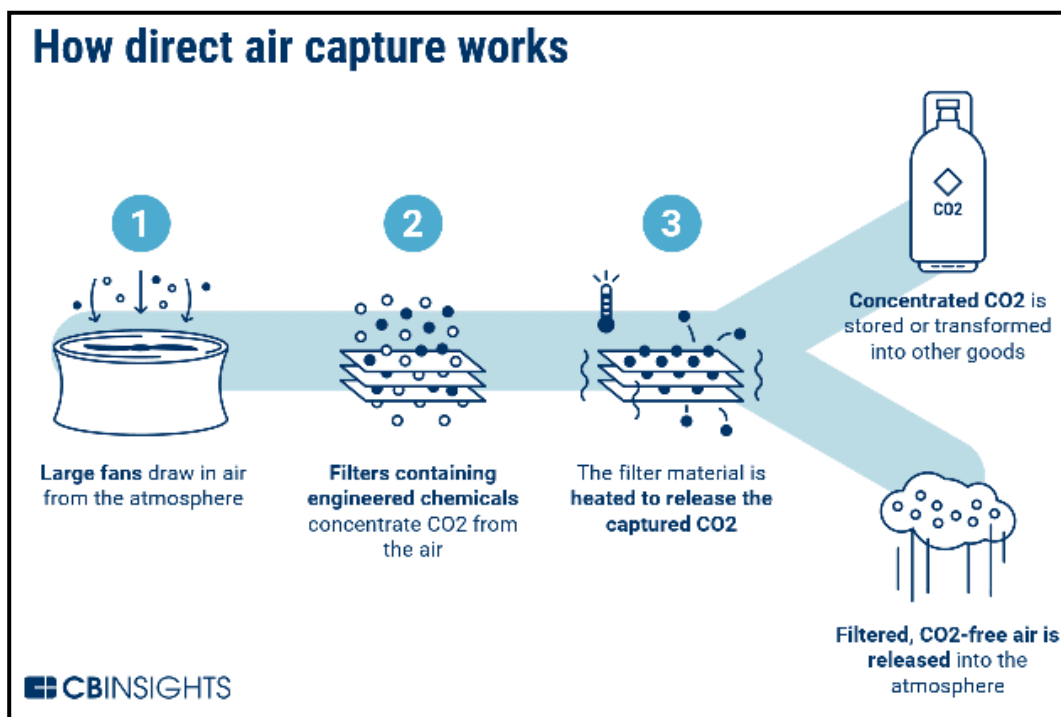 How direct air capture works
1
2
3
CO2
Large fans draw in air
from the atmosphere
Filters containing
engineered chemicals
concentrate CO2 from
the air
The filter material is
heated to release the
captured CO2
Concentrated CO2 is
stored or transformed
into other goods
Filtered, CO2-free air is
released into the
atmosphere
CBINSIGHTS